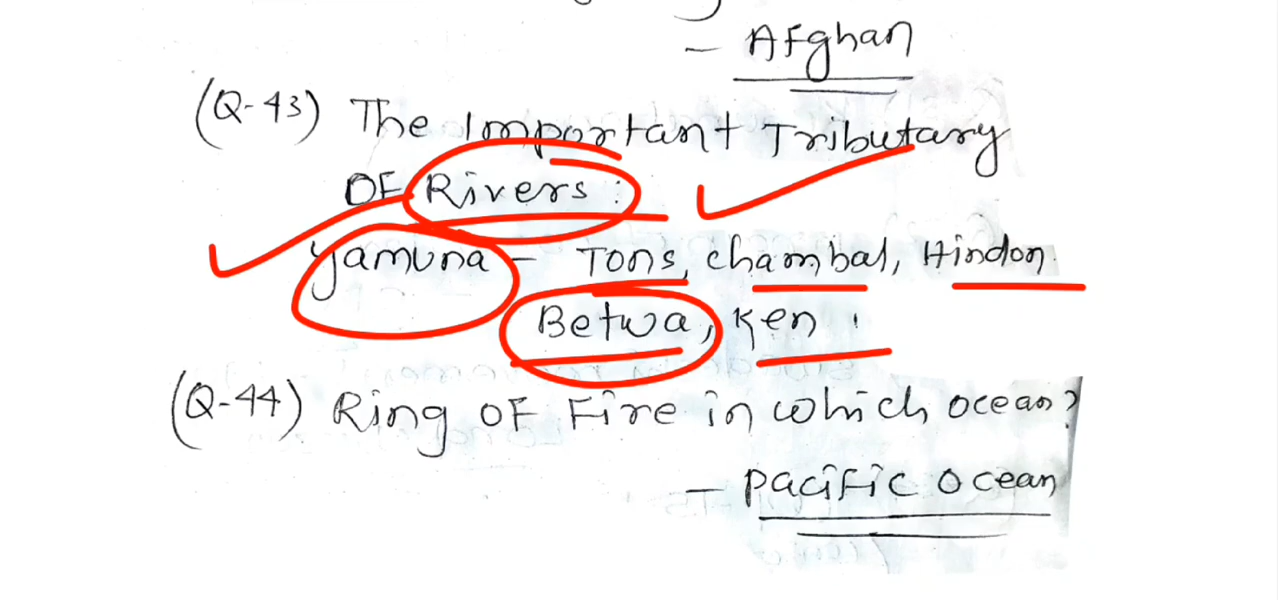 - Afghan
(Q-43) The Important Tributary
OF Rivers:
Yamuna - Tons, Chambal, Hindon.
Betwa, Ken.
(Q-44) Ring OF Fire in which ocean?
- Pacific Ocean